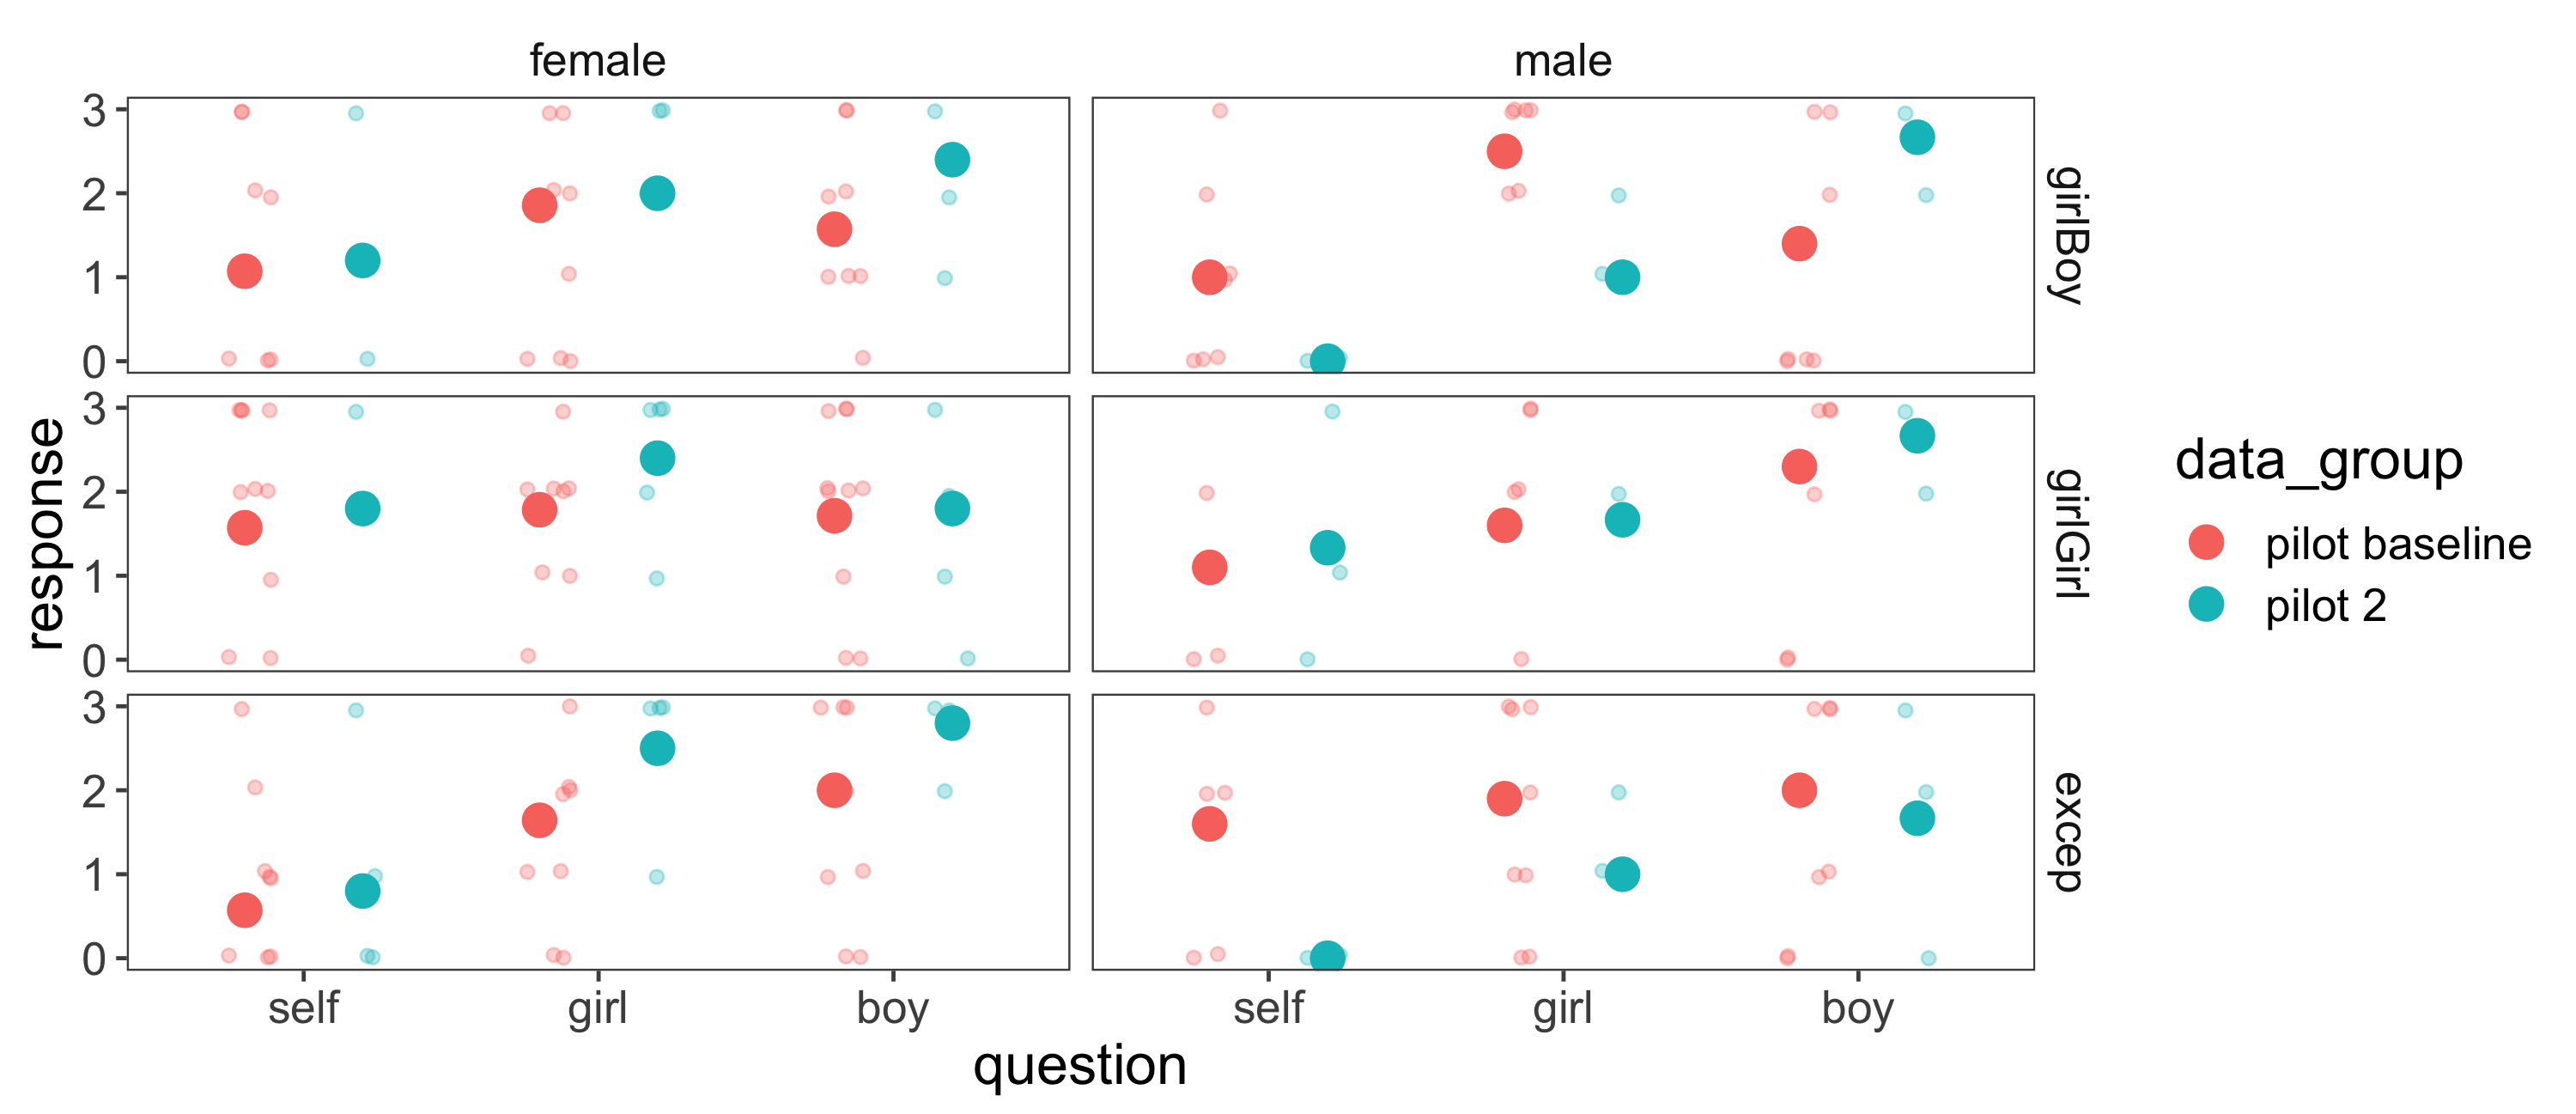 female
male
3
2
1
0
girlBoy
3
2
1
0
girlGirl
3
2
1
0
excep
response
self
girl
boy
self
girl
boy
question
data_group
pilot baseline
pilot 2